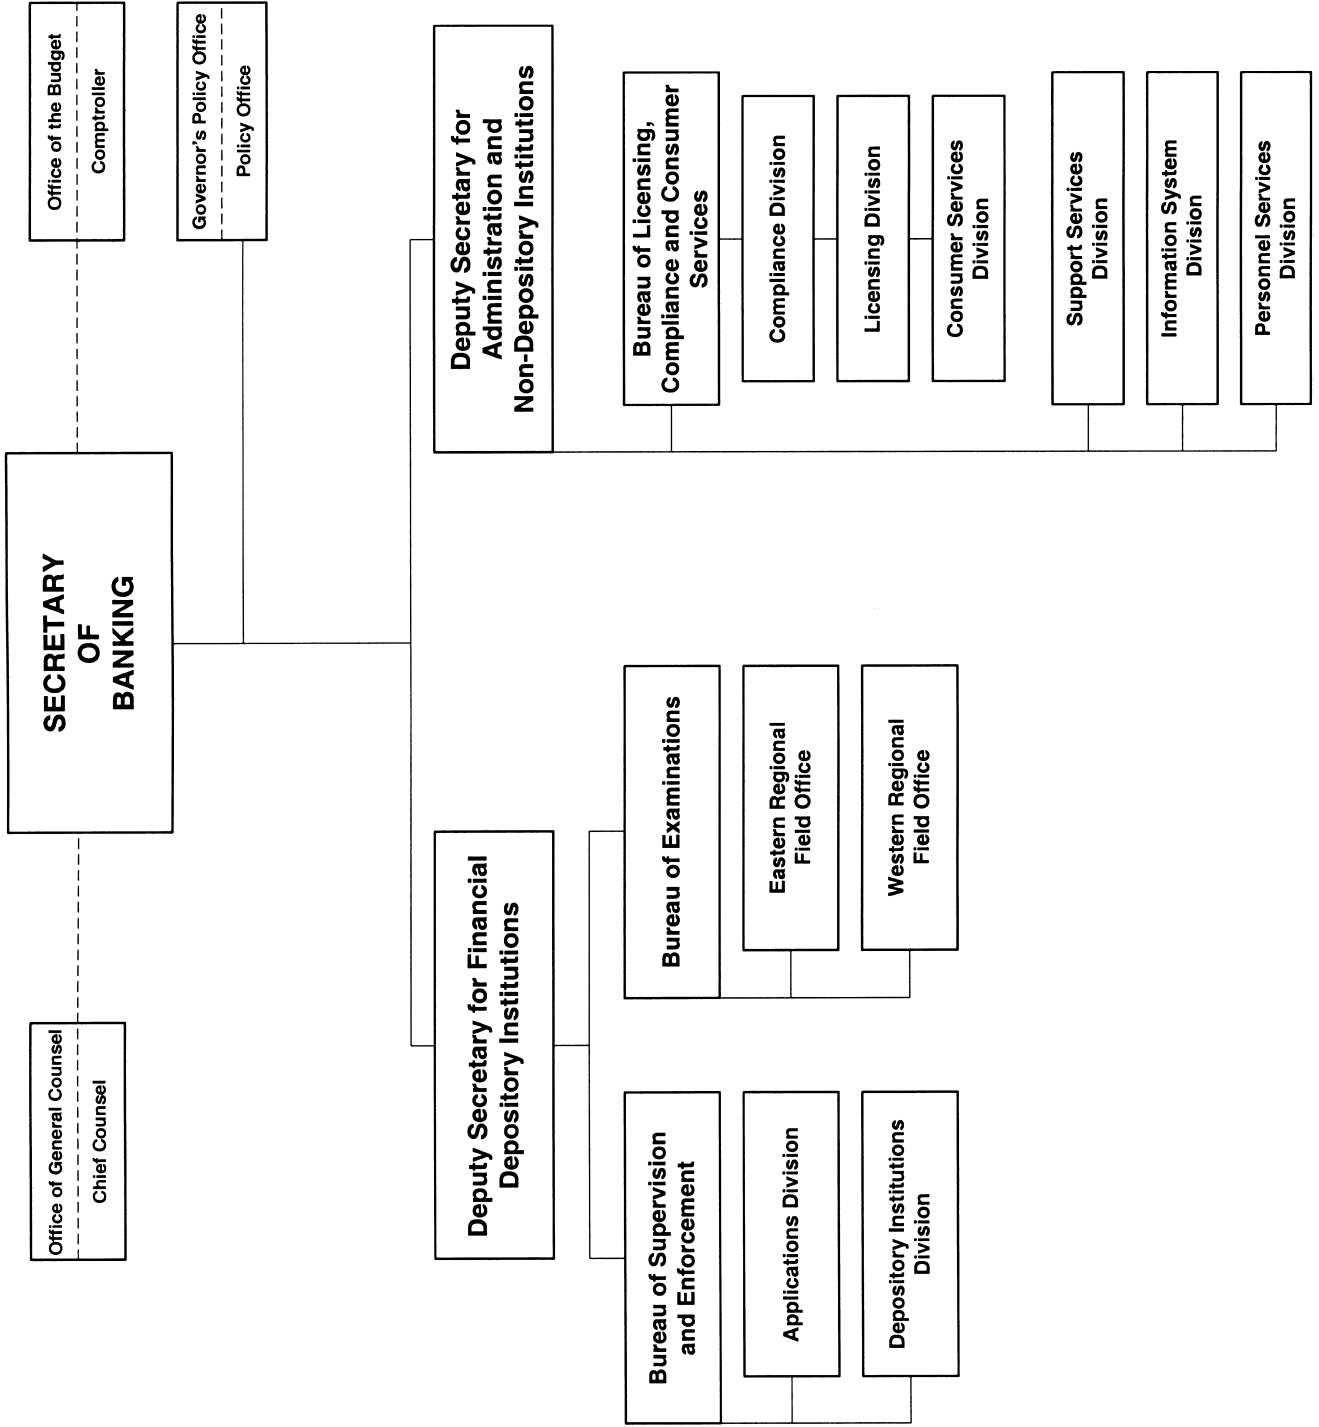 Office of General Counsel
Chief Counsel
SECRETARY
OF
BANKING
Office of the Budget
Comptroller
Governor's Policy Office
Policy Office
Deputy Secretary for Financial
Depository Institutions
Deputy Secretary for
Administration and
Non-Depository Institutions
Bureau of Supervision
and Enforcement
Applications Division
Depository Institutions
Division
Bureau of Examinations
Eastern Regional
Field Office
Western Regional
Field Office
Bureau of Licensing,
Compliance and Consumer
Services
Compliance Division
Licensing Division
Consumer Services
Division
Support Services
Division
Information System
Division
Personnel Services
Division